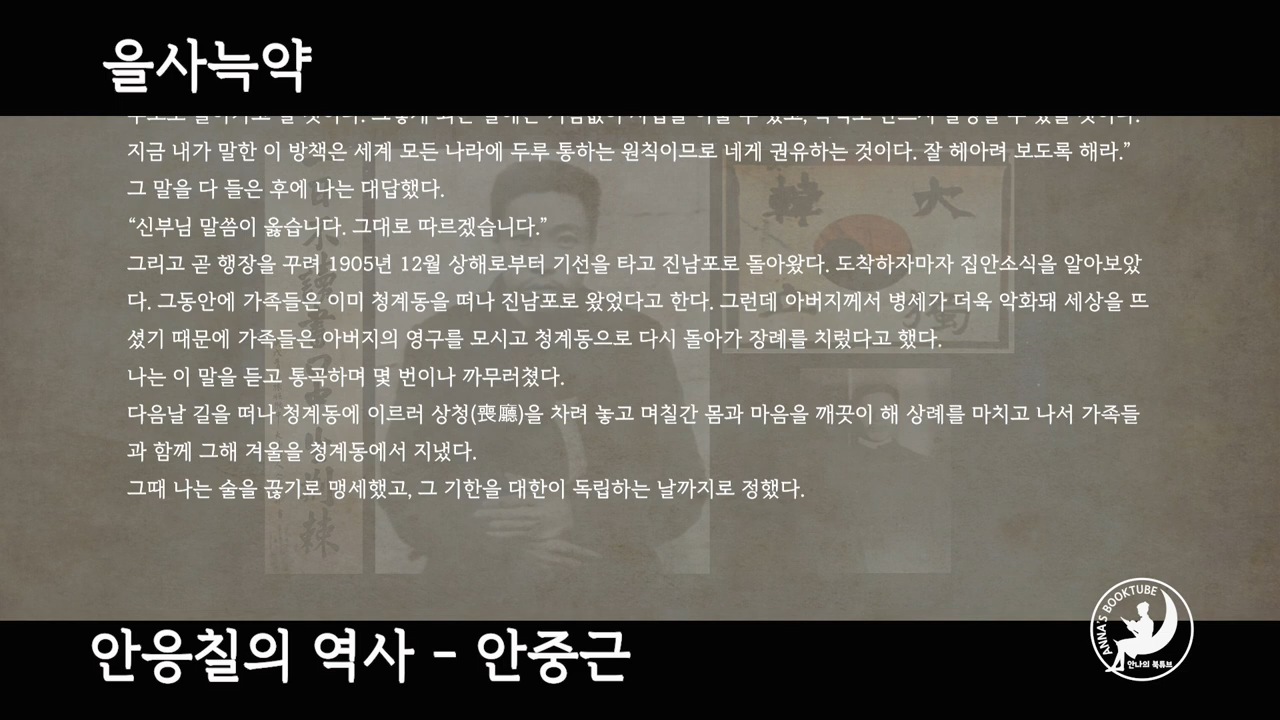 을사늑약
지금 내가 말한 이 방책은 세계 모든 나라에 두루 통하는 원칙이므로 네게 권유하는 것이다. 잘 헤아려 보도록 해라.”
그 말을 다 들은 후에 나는 대답했다.
“신부님 말씀이 옳습니다. 그대로 따르겠습니다.”
그리고 곧 행장을 꾸려 1905년 12월 상해로부터 기선을 타고 진남포로 돌아왔다. 도착하자마자 집안소식을 알아보았
다. 그동안에 가족들은 이미 청계동을 떠나 진남포로 왔었다고 한다. 그런데 아버지께서 병세가 더욱 악화돼 세상을 뜨
셨기 때문에 가족들은 아버지의 영구를 모시고 청계동으로 다시 돌아가 장례를 치렀다고 했다.
나는 이 말을 듣고 통곡하며 몇 번이나 까무러쳤다.
다음날 길을 떠나 청계동에 이르러 상청(喪廳)을 차려 놓고 며칠간 몸과 마음을 깨끗이 해 상례를 마치고 나서 가족들
과 함께 그해 겨울을 청계동에서 지냈다.
그때 나는 술을 끊기로 맹세했고, 그 기한을 대한이 독립하는 날까지로 정했다.
안응칠의 역사 - 안중근
ANNA'S BOOKTUBE
안나의 북튜브